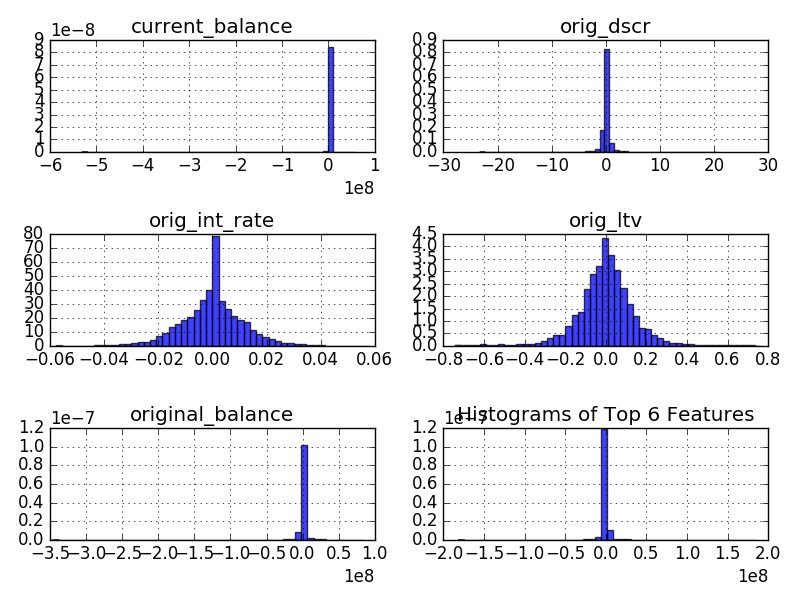 current_balance
1e−8
9
8
7
6
5
4
3
2
1
0
−6 −5 −4 −3 −2 −1 0 1
1e8
orig_dscr
0.9
0.8
0.7
0.6
0.5
0.4
0.3
0.2
0.1
0.0
−30 −20 −10 0 10 20 30
orig_int_rate
80
70
60
50
40
30
20
10
0
−0.06 −0.04 −0.02 0.00 0.02 0.04 0.06
orig_ltv
4.5
4.0
3.5
3.0
2.5
2.0
1.5
1.0
0.5
0.0
−0.8 −0.6 −0.4 −0.2 0.0 0.2 0.4 0.6 0.8
original_balance
1e−7
1.2
1.0
0.8
0.6
0.4
0.2
0.0
−3.5 −3.0 −2.5 −2.0 −1.5 −1.0 −0.5 0.0 0.5 1.0
1e8
Histograms of Top 6 Features
1e−7
1.2
1.0
0.8
0.6
0.4
0.2
0.0
−2.0 −1.5 −1.0 −0.5 0.0 0.5 1.0 1.5 2.0
1e8